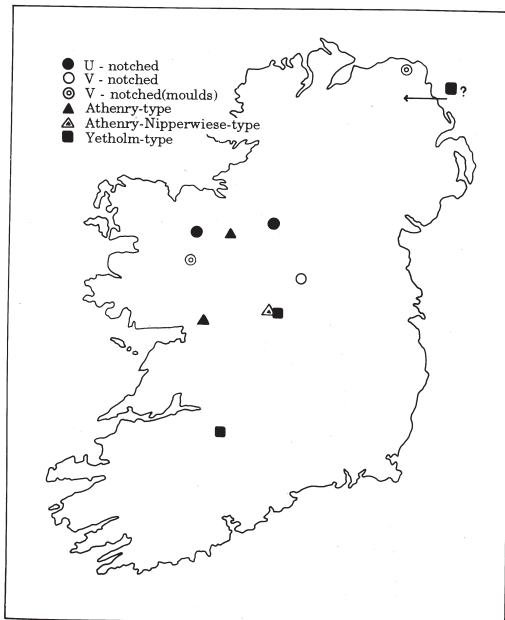 U - notched
V - notched
V - notched(moulds)
?
Athenry-type
Athenry-Nipperwiese-type
Yetholm-type